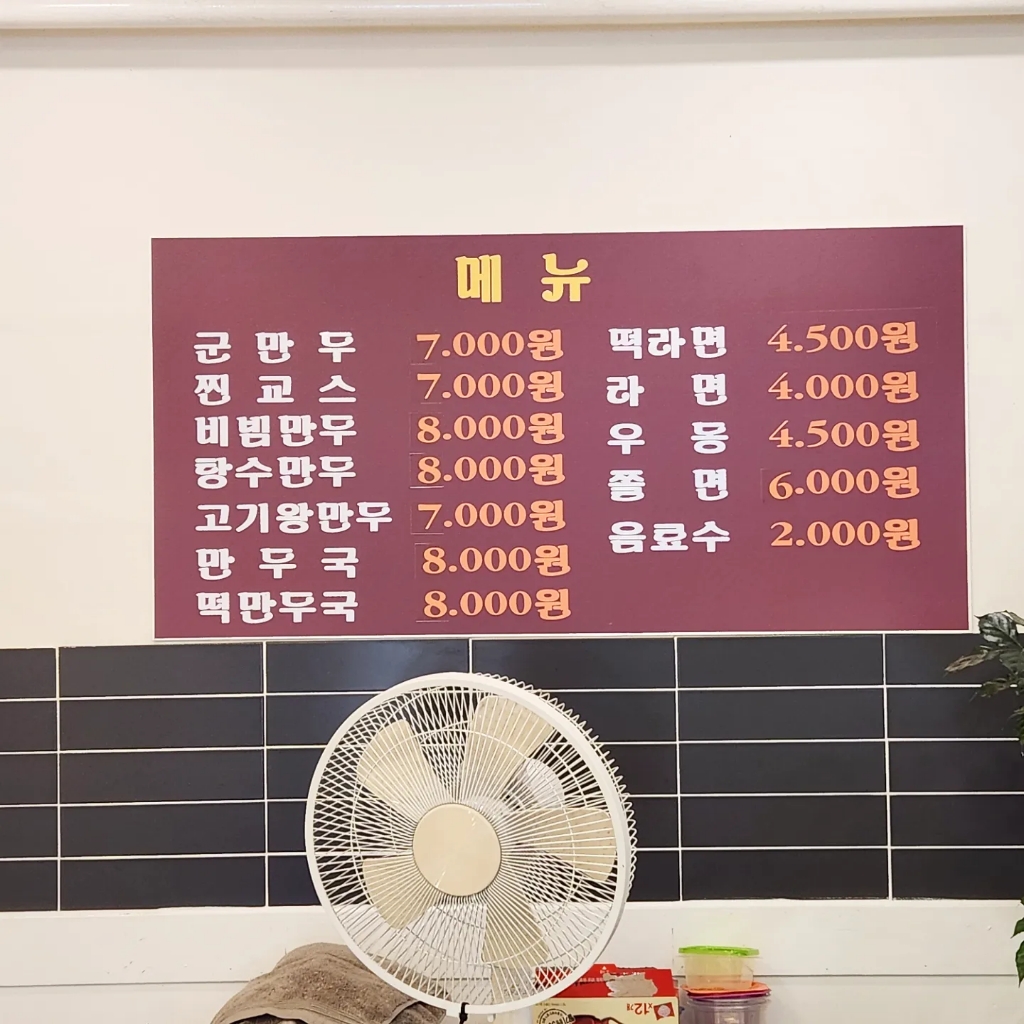 메 뉴
군 만 두 7.000원
찐 교 스 7.000원
비빔만두 8.000원
탕수만두 8.000원
고기왕만두 7.000원
만 두 국 8.000원
떡만두국 8.000원
떡라면 4.500원
라 면 4.000원
우 몽 4.500원
쫄 면 6.000원
음료수 2.000원
x12개